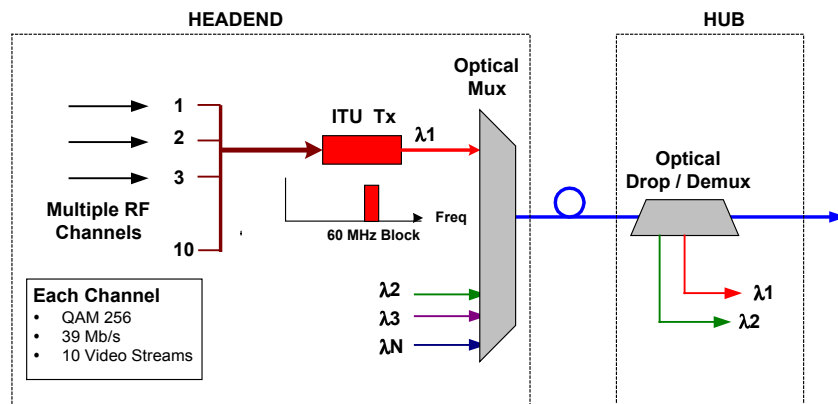 HEADEND
HUB
Optical
Mux
ITU Tx
λ1
1
2
3
Multiple RF
Channels
10
Freq
60 MHz Block
Optical
Drop / Demux
Each Channel
• QAM 256
• 39 Mb/s
• 10 Video Streams
λ2
λ3
λN
λ1
λ2